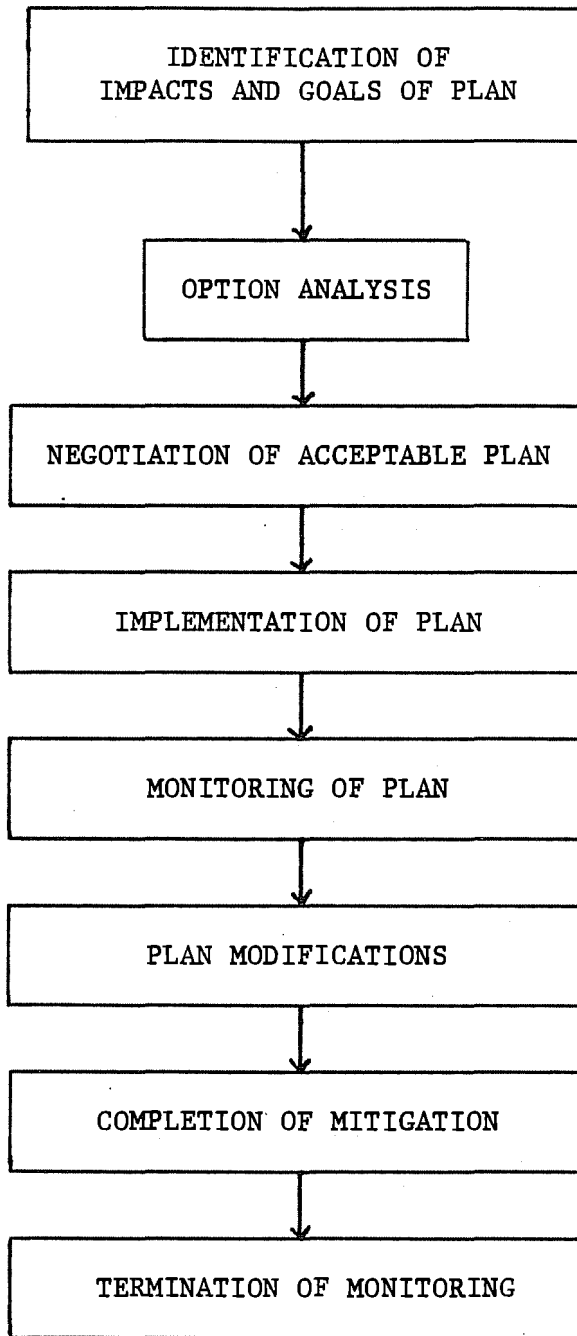 IDENTIFICATION OF
IMPACTS AND GOALS OF PLAN
OPTION ANALYSIS
NEGOTIATION OF ACCEPTABLE PLAN
IMPLEMENTATION OF PLAN
MONITORING OF PLAN
PLAN MODIFICATIONS
COMPLETION OF MITIGATION
TERMINATION OF MONITORING